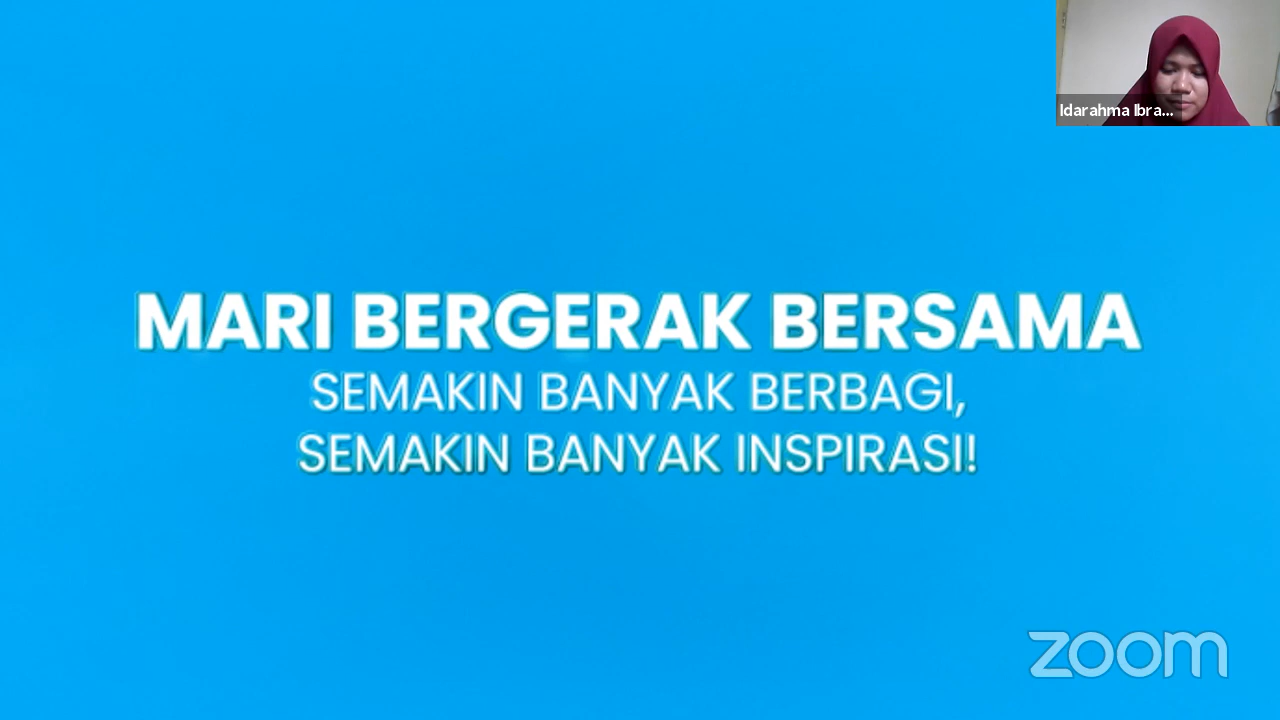 Idarahma Ibra...
MARI BERGERAK BERSAMA
SEMAKIN BANYAK BERBAGI,
SEMAKIN BANYAK INSPIRASI!
zoom